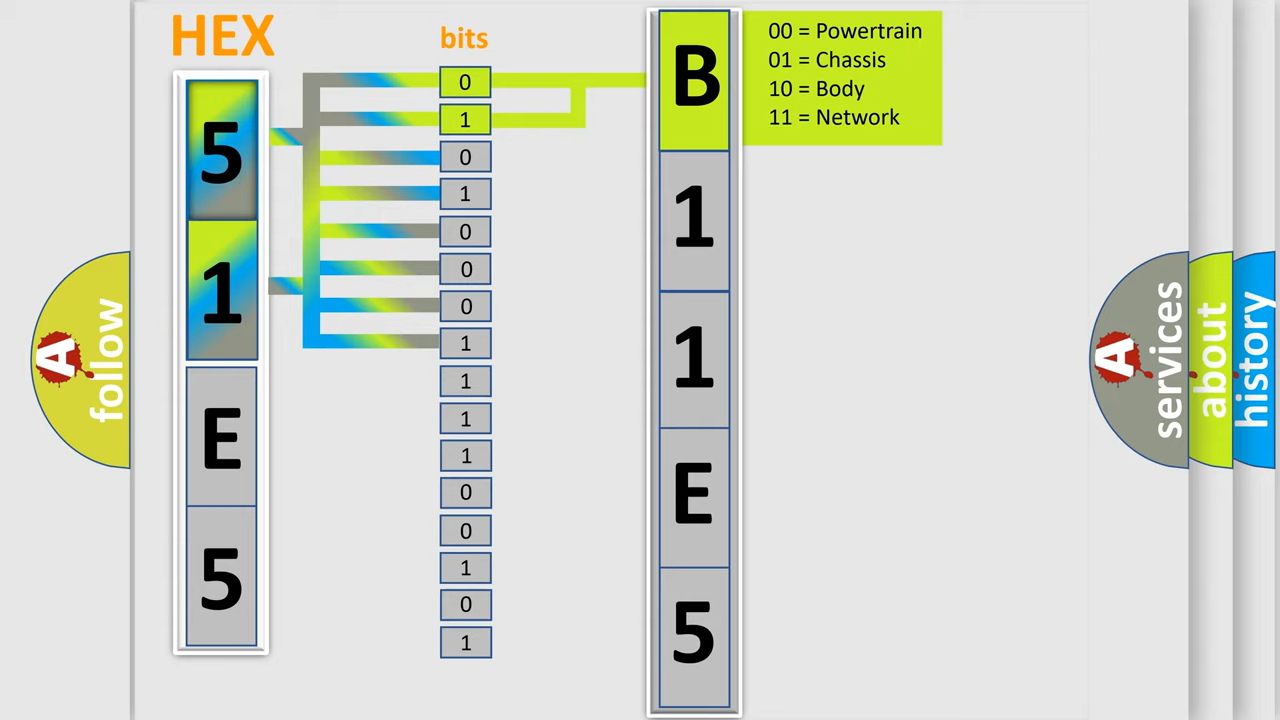 HEX
5
1
E
5
bits
0
1
0
1
0
0
0
1
1
1
1
0
0
1
0
1
B
1
1
E
5
00 = Powertrain
01 = Chassis
10 = Body
11 = Network
A
follow
A
services
about
history